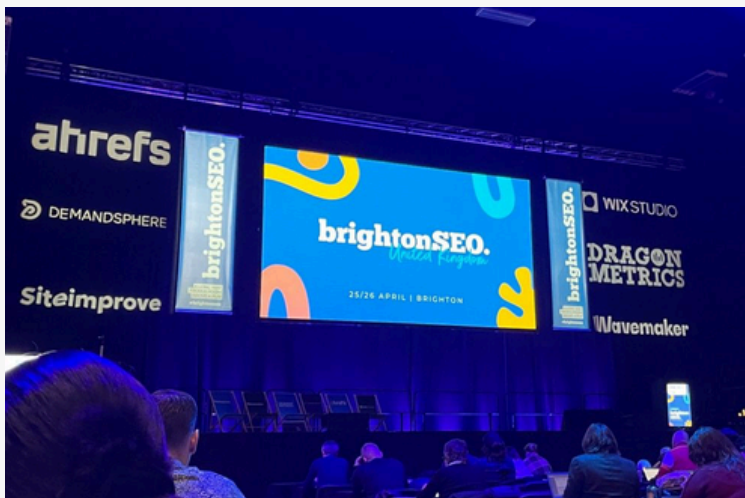 ahrefs
DEMANDSPHERE
Siteimprove
brightonSEO.
brightonSEO.
United Kingdom
25/26 APRIL | BRIGHTON
brightonSEO.
WIX STUDIO
DRAGON
METRICS
Wavemaker